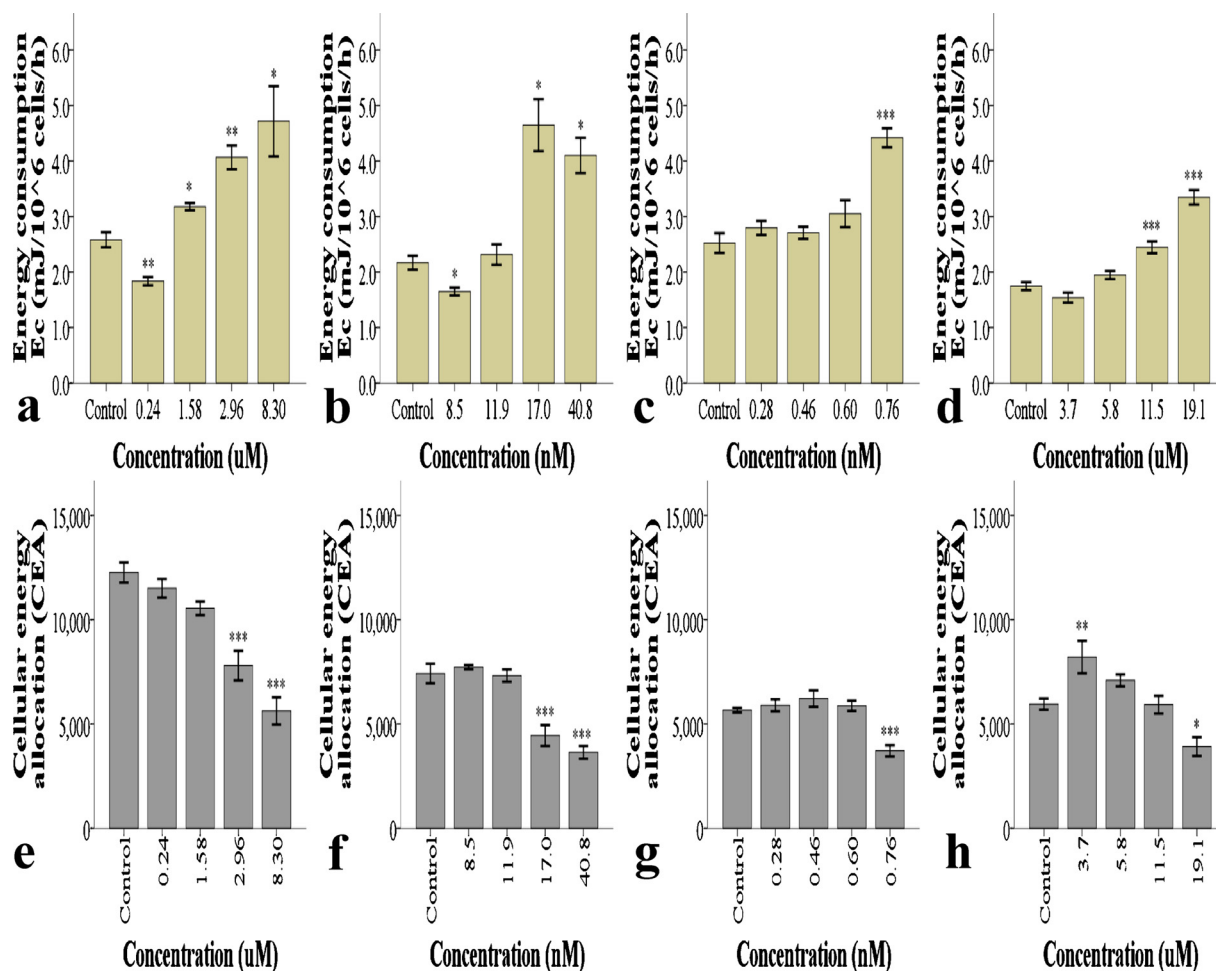 Energy consumption
Ec (mJ/10^6 cells/h)
6.0
5.0
4.0
3.0
2.0
1.0
0.0
**
*
**
*
Control 0.24 1.58 2.96 8.30
a
Concentration (uM)
Energy consumption
Ec (mJ/10^6 cells/h)
6.0
5.0
4.0
3.0
2.0
1.0
0.0
*
*
*
Control 8.5 11.9 17.0 40.8
b
Concentration (nM)
Energy consumption
Ec (mJ/10^6 cells/h)
6.0
5.0
4.0
3.0
2.0
1.0
0.0
***
Control 0.28 0.46 0.60 0.76
c
Concentration (nM)
Energy consumption
Ec (mJ/10^6 cells/h)
6.0
5.0
4.0
3.0
2.0
1.0
0.0
***
***
Control 3.7 5.8 11.5 19.1
d
Concentration (uM)
Cellular energy
allocation (CEA)
15,000
10,000
5,000
0
***
***
Control 0.24 1.58 2.96 8.30
e
Concentration (uM)
Cellular energy
allocation (CEA)
15,000
10,000
5,000
0
***
***
Control 8.5 11.9 17.0 40.8
f
Concentration (nM)
Cellular energy
allocation (CEA)
15,000
10,000
5,000
0
***
Control 0.28 0.46 0.60 0.76
g
Concentration (nM)
Cellular energy
allocation (CEA)
15,000
10,000
5,000
0
**
*
Control 3.7 5.8 11.5 19.1
h
Concentration (uM)